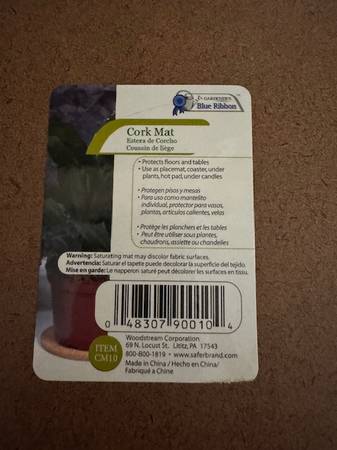 GARDENER'S
Blue Ribbon
Cork Mat
Estera de Corcho
Coussin de liège
• Protects floors and tables
• Use as placemat, coaster, under
plants, hot pad, under candles
• Protegen pisos y mesas
• Para uso como mantelito
individual, protector para vasos,
plantas, artículos calientes, velas
• Protège les planchers et les tables
• Peut être utiliser sous plantes,
chaudrons, assiette ou chandelles
Warning: Saturating mat may discolor fabric surfaces.
Advertencia: Saturar el tapete puede decolorar la superficie del tejido.
Mise en garde: Le napperon saturé peut décolorer les surfaces en tissu.
0 48307 90010 4
ITEM
CM10
Woodstream Corporation
69 N. Locust St. Lititz, PA 17543
800-800-1819 • www.saferbrand.com
Made in China / Hecho en China/
Fabriqué a Chine